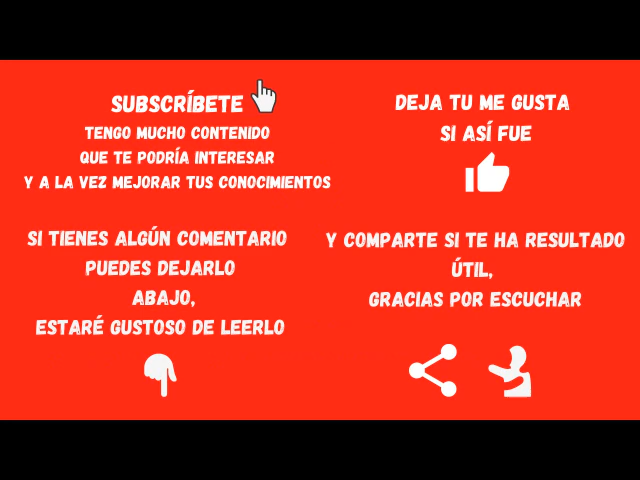 SUBSCRÍBETE
TENGO MUCHO CONTENIDO
QUE TE PODRÍA INTERESAR
Y A LA VEZ MEJORAR TUS CONOCIMIENTOS
DEJA TU ME GUSTA
SI ASÍ FUE
SI TIENES ALGÚN COMENTARIO
PUEDES DEJARLO
ABAJO,
ESTARÉ GUSTOSO DE LEERLO
Y COMPARTE SI TE HA RESULTADO
ÚTIL,
GRACIAS POR ESCUCHAR